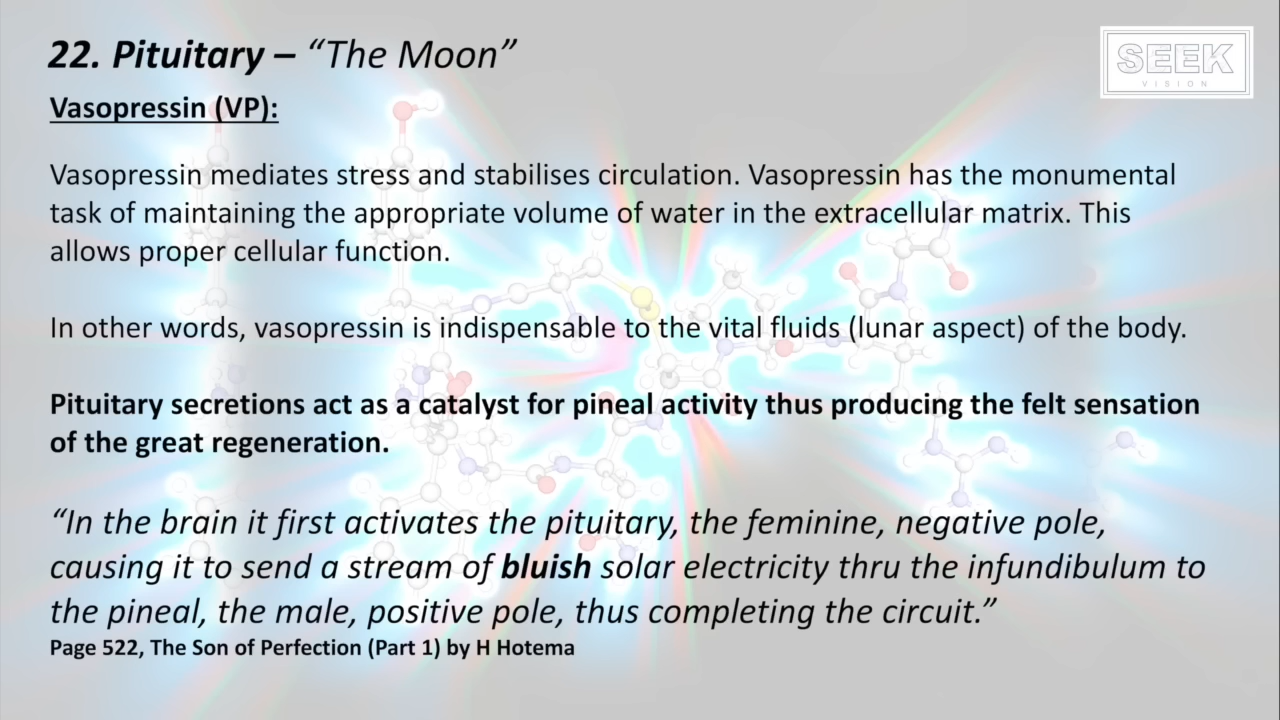 22. Pituitary – “The Moon”
SEEK
VISION
Vasopressin (VP):
Vasopressin mediates stress and stabilises circulation. Vasopressin has the monumental
task of maintaining the appropriate volume of water in the extracellular matrix. This
allows proper cellular function.
In other words, vasopressin is indispensable to the vital fluids (lunar aspect) of the body.
Pituitary secretions act as a catalyst for pineal activity thus producing the felt sensation
of the great regeneration.
“In the brain it first activates the pituitary, the feminine, negative pole,
causing it to send a stream of bluish solar electricity thru the infundibulum to
the pineal, the male, positive pole, thus completing the circuit.”
Page 522, The Son of Perfection (Part 1) by H Hotema